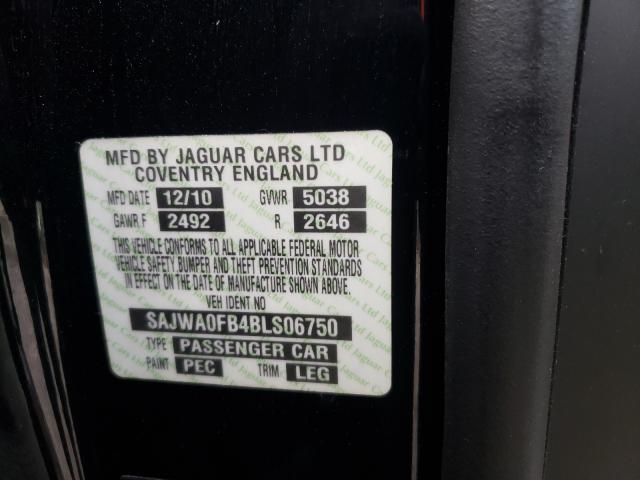 MFD BY JAGUAR CARS LTD
COVENTRY ENGLAND
MFD DATE 12/10 GVWR 5038
GAWR F 2492 R 2646
THIS VEHICLE CONFORMS TO ALL APPLICABLE FEDERAL MOTOR
VEHICLE SAFETY,BUMPER AND THEFT PREVENTION STANDARDS
IN EFFECT ON THE DATE OF MANUFACTURE SHOWN ABOVE.
VEH IDENT NO
SAJWA0FB4BLS06750
TYPE PASSENGER CAR
PAINT PEC TRIM LEG